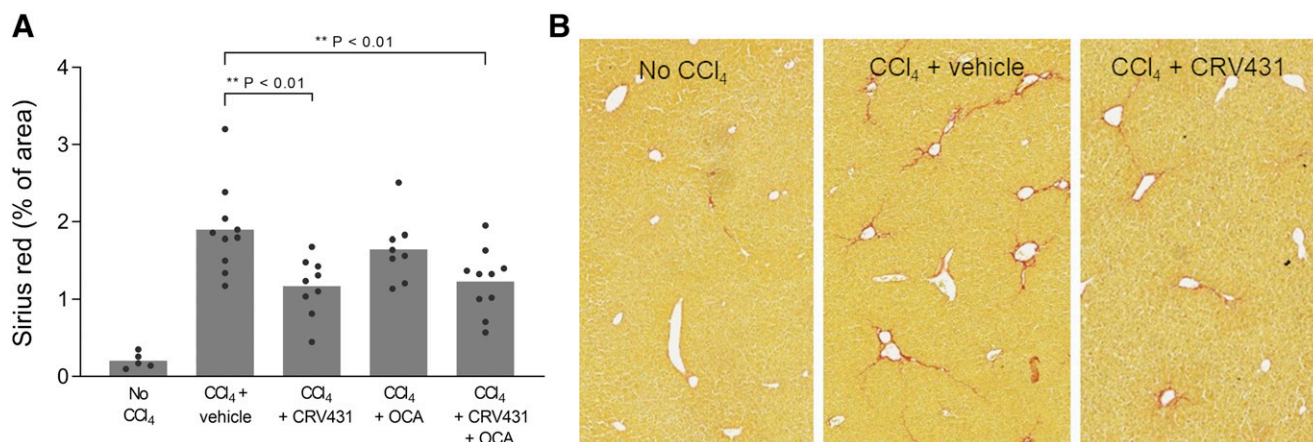 A
** P < 0.01
** P < 0.01
Sirius red (% of area)
4
3
2
1
0
No
CCl₄
CCl₄ +
vehicle
CCl₄
+ CRV431
CCl₄
+ OCA
CCl₄
+ CRV431
+ OCA
B
No CCl₄
CCl₄ + vehicle
CCl₄ + CRV431